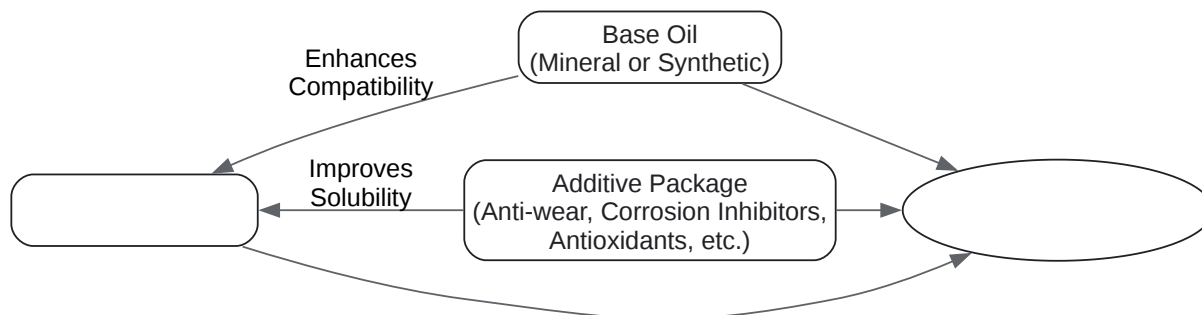 Base Oil
(Mineral or Synthetic)
Enhances
Compatibility
Improves
Solubility
Additive Package
(Anti-wear, Corrosion Inhibitors,
Antioxidants, etc.)